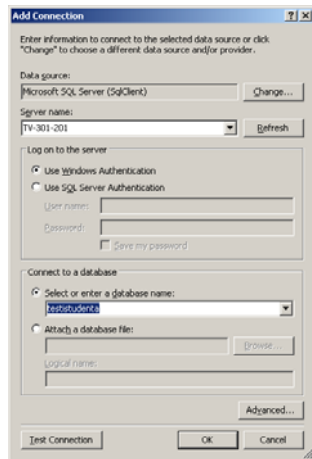 Add Connection
Enter information to connect to the selected data source or click
"Change" to choose a different data source and/or provider.
Data source:
Microsoft SQL Server (SqlClient)
Change...
Server name:
TV-301-201
Refresh
Log on to the server
Use Windows Authentication
Use SQL Server Authentication
User name:
Password:
Save my password
Connect to a database
Select or enter a database name:
testistudenta
Attach a database file:
Browse...
Logical name:
Advanced...
Test Connection
OK
Cancel